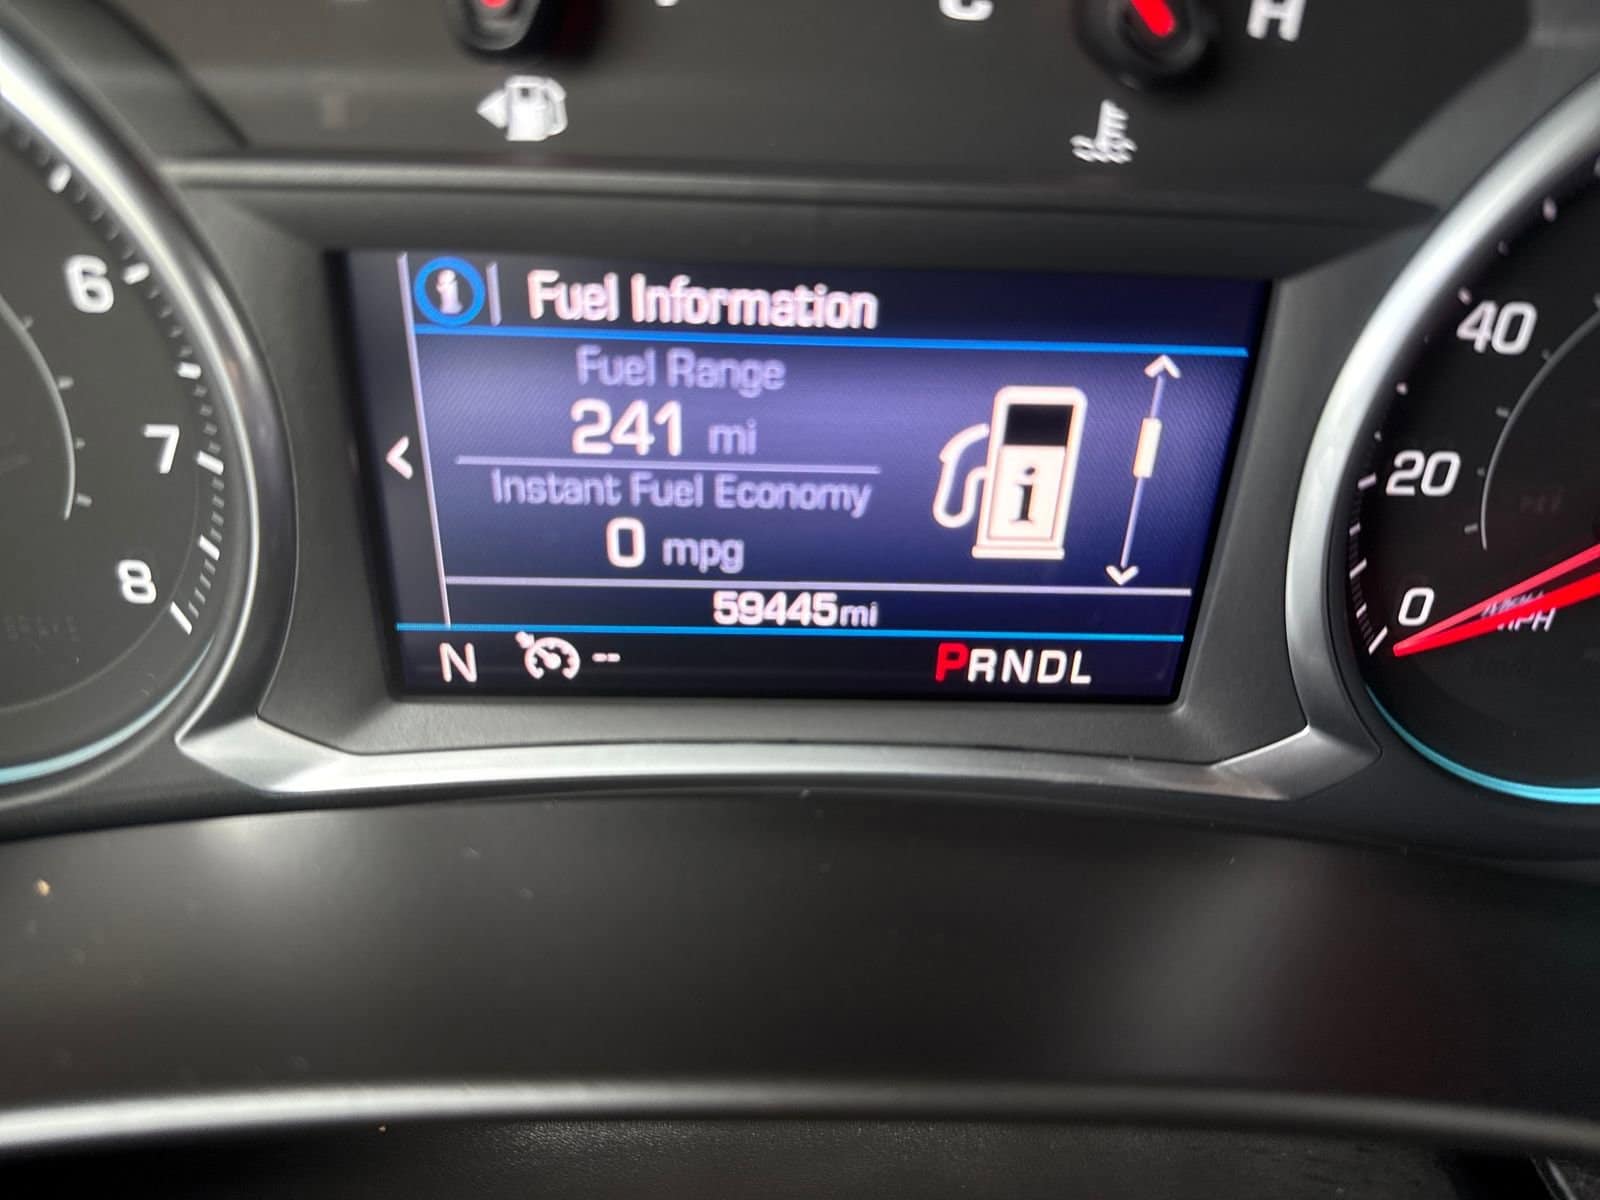 C
H
6
7
8
i Fuel Information
Fuel Range
241 mi
Instant Fuel Economy
0 mpg
i
59445mi
N --
PRNDL
40
20
0
MPH